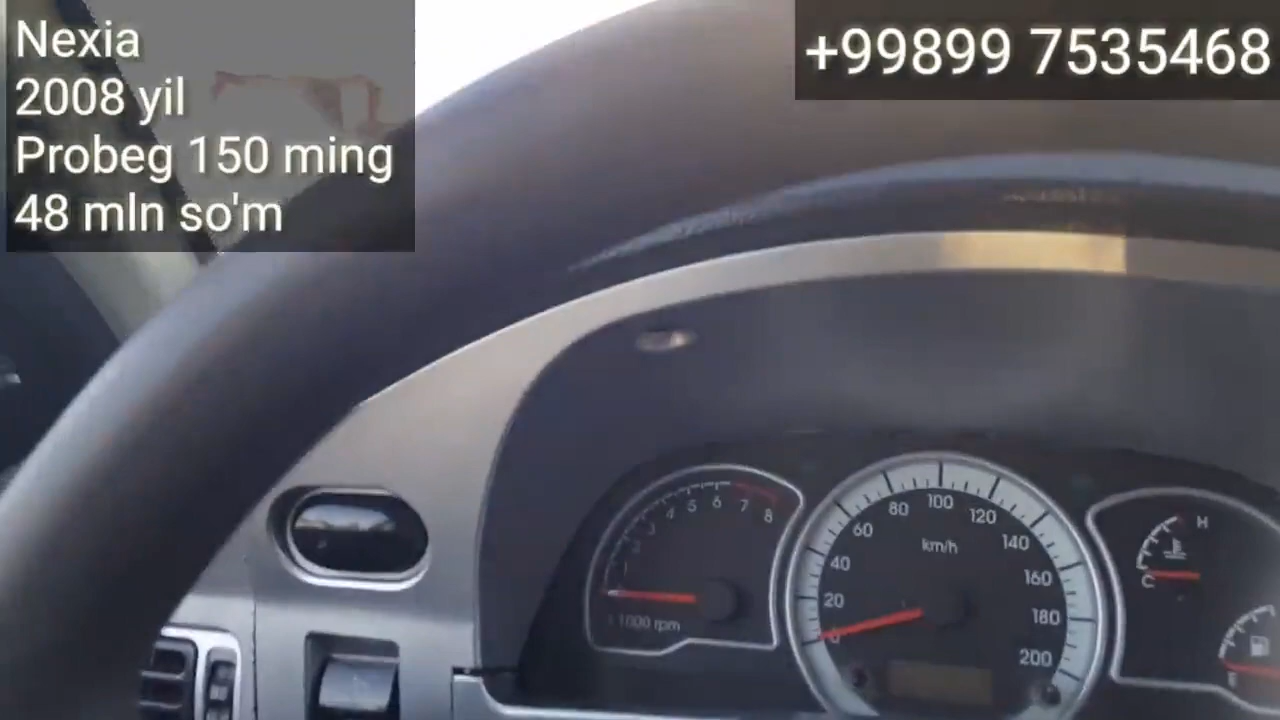 Nexia
2008 yil
Probeg 150 ming
48 mln so'm
+99899 7535468
5
6
7
8
1000 rpm
0
20
40
60
80
100
120
140
160
180
200
km/h
H
C
E